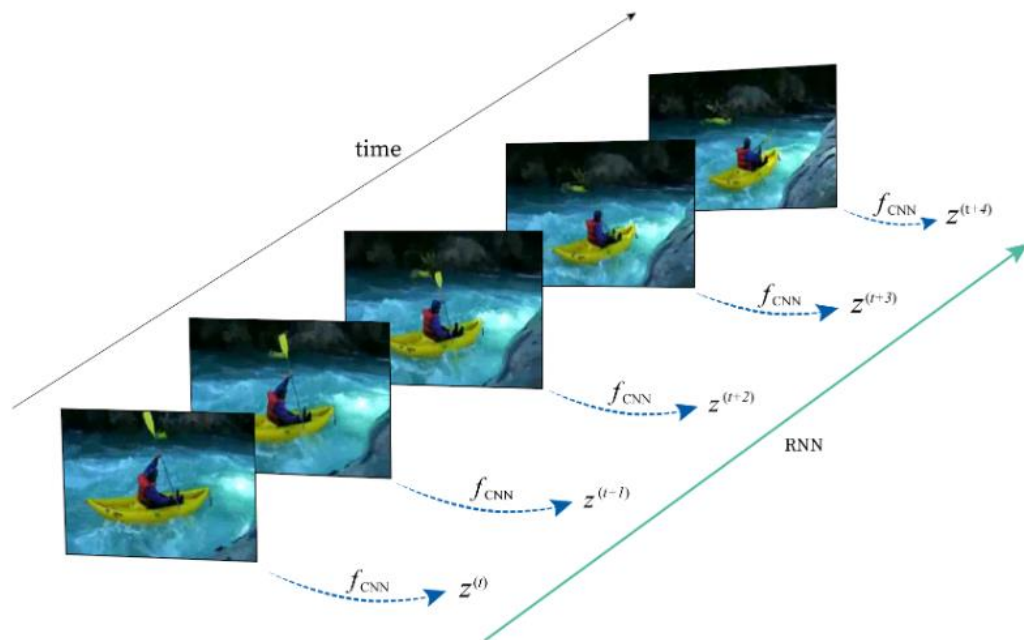 time
f_CNN z^(t+4)
f_CNN z^(t+3)
f_CNN z^(t+2)
RNN
f_CNN z^(t+1)
f_CNN z^(t)